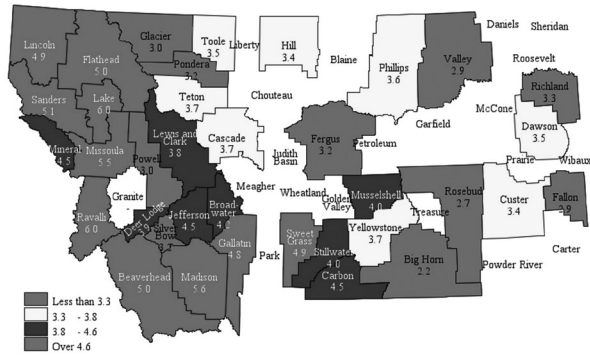 Lincoln
4.9
Flathead
5.0
Glacier
3.0
Toole
3.5
Liberty
Hill
3.4
Blaine
Phillips
3.6
Valley
2.9
Daniels
Sheridan
Roosevelt
Pondera
3.2
Teton
3.7
Chouteau
Sanders
5.1
Lake
6.0
Richland
3.3
McCone
Dawson
3.5
Garfield
Mineral
4.5
Missoula
5.5
Lewis and
Clark
3.8
Cascade
3.7
Judith
Basin
Fergus
3.2
Petroleum
Prairie
Wibaux
Powell
3.0
Granite
-
Meagher
Wheatland
Golden
Valley
Musselshell
4.0
Treasure
Rosebud
2.7
Custer
3.4
Fallon
2.9
Ravalli
6.0
Deer Lodge
Silver
Bow
Jefferson
4.5
Broad-
water
4.2
Gallatin
4.8
Park
Sweet
Grass
4.9
Stillwater
4.0
Yellowstone
3.7
Carbon
4.5
Big Horn
2.2
Powder River
Carter
Beaverhead
5.0
Madison
5.6
Less than 3.3
3.3 - 3.8
3.8 - 4.6
Over 4.6